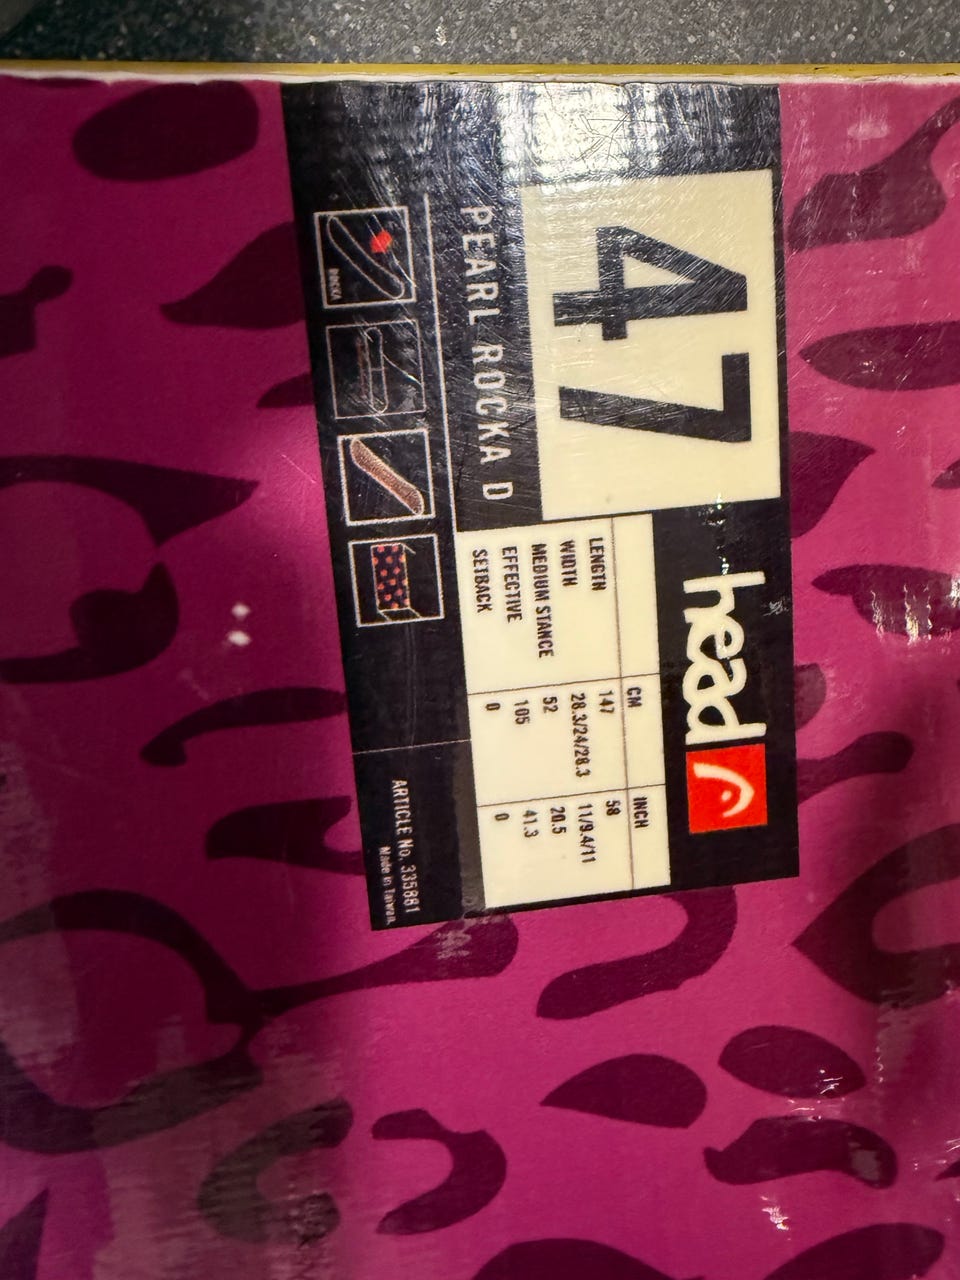 47
head
PEARL ROCKA D
ROCKA
CM INCH
LENGTH 147 58
WIDTH 28.3/24/28.3 11/9.4/11
MEDIUM STANCE 52 20.5
EFFECTIVE 105 41.3
SETBACK 0 0
ARTICLE No. 335881
Made in Taiwan.